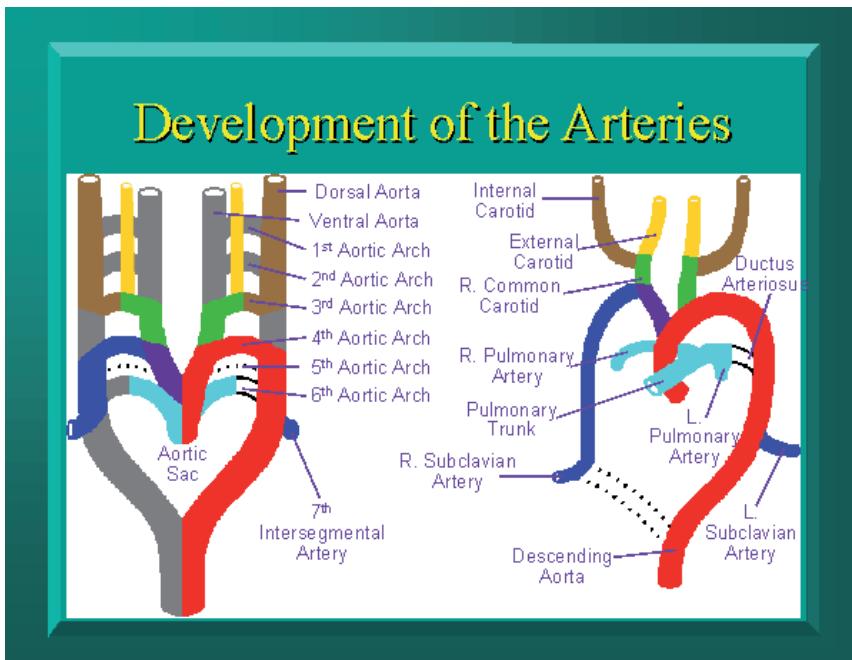 Development of the Arteries
Dorsal Aorta
Ventral Aorta
1st Aortic Arch
2nd Aortic Arch
3rd Aortic Arch
4th Aortic Arch
5th Aortic Arch
6th Aortic Arch
Aortic
Sac
7th
Intersegmental
Artery
Internal
Carotid
External
Carotid
R. Common
Carotid
Ductus
Arteriosus
R. Pulmonary
Artery
Pulmonary
Trunk
L.
Pulmonary
Artery
R. Subclavian
Artery
L.
Subclavian
Artery
Descending
Aorta